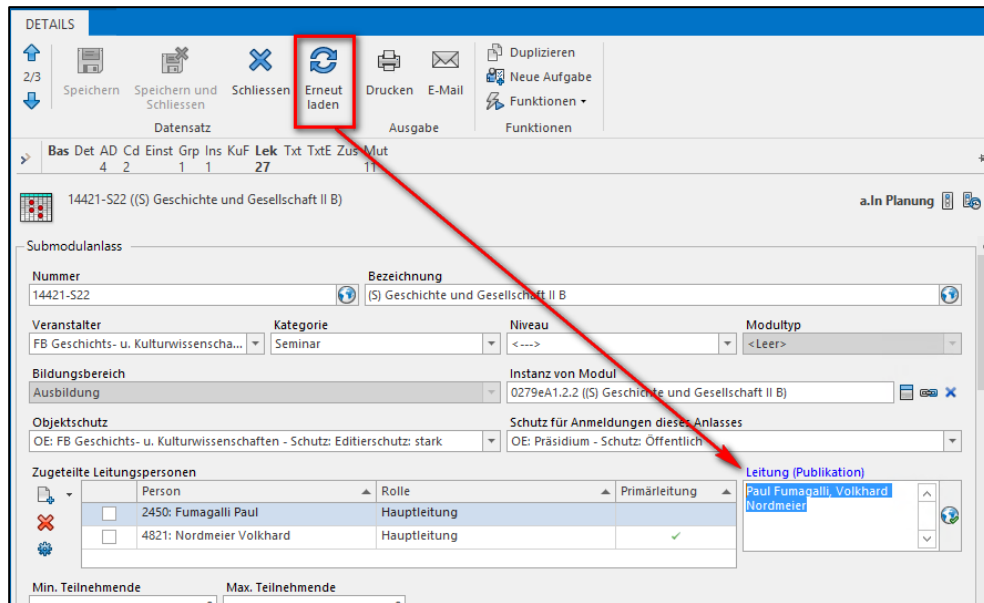 DETAILS
2/3
Speichern
Speichern und Schliessen
Schliessen
Erneut laden
Drucken
E-Mail
Duplizieren
Neue Aufgabe
Funktionen
Datensatz
Ausgabe
Funktionen
Bas Det AD Cd Einst Grp Ins KuF Lek Txt TxtE Zus Mut
4 2 1 1 27 11
14421-S22 ((S) Geschichte und Gesellschaft II B)
a.In Planung
Submodulanlass
Nummer
Bezeichnung
14421-S22
(S) Geschichte und Gesellschaft II B
Veranstalter
Kategorie
Niveau
Modultyp
FB Geschichts- u. Kulturwissenscha...
Seminar
<--->
<Leer>
Bildungsbereich
Instanz von Modul
Ausbildung
0279eA1.2.2 ((S) Geschichte und Gesellschaft II B)
Objektschutz
Schutz für Anmeldungen dieses Anlasses
OE: FB Geschichts- u. Kulturwissenschaften - Schutz: Editierschutz: stark
OE: Präsidium - Schutz: Öffentlich
Zugeteilte Leitungspersonen
Leitung (Publikation)
Person
Rolle
Primärleitung
Paul Fumagalli, Volkhard
Nordmeier
2450: Fumagalli Paul
Hauptleitung
4821: Nordmeier Volkhard
Hauptleitung
Min. Teilnehmende
Max. Teilnehmende